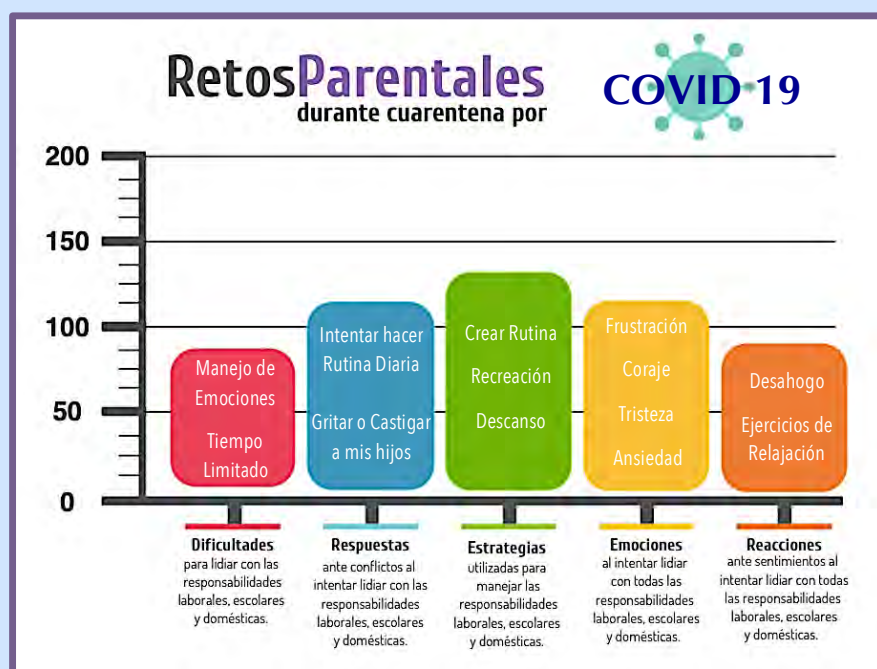 RetosParentales
durante cuarentena por
COVID 19
200
150
100
50
0
Manejo de
Emociones
Tiempo
Limitado
Intentar hacer
Rutina Diaria
Gritar o Castigar
a mis hijos
Crear Rutina
Recreación
Descanso
Frustración
Coraje
Tristeza
Ansiedad
Desahogo
Ejercicios de
Relajación
Dificultades
para lidiar con las
responsabilidades
laborales, escolares
y domésticas.
Respuestas
ante conflictos al
intentar lidiar con las
responsabilidades
laborales, escolares
y domésticas.
Estrategias
utilizadas para
manejar las
responsabilidades
laborales, escolares
y domésticas.
Emociones
al intentar lidiar
con todas las
responsabilidades
laborales, escolares
y domésticas.
Reacciones
ante sentimientos al
intentar lidiar con todas
las responsabilidades
laborales, escolares
y domésticas.